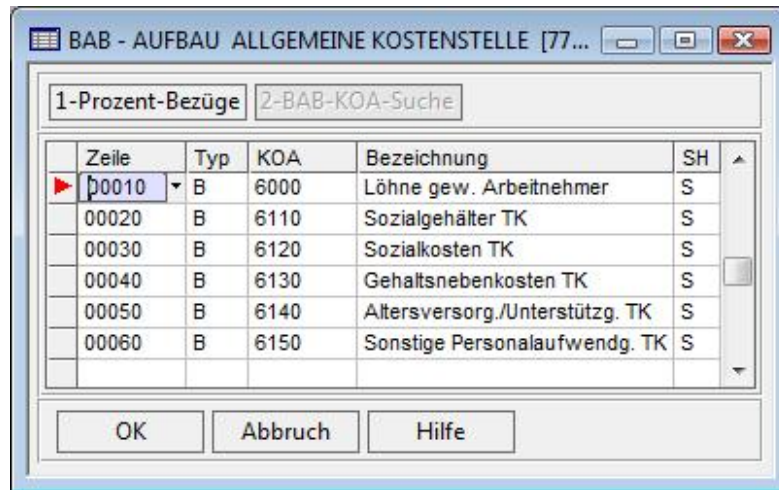 BAB - AUFBAU ALLGEMEINE KOSTENSTELLE [77...
1-Prozent-Bezüge 2-BAB-KOA-Suche
Zeile Typ KOA Bezeichnung SH
00010 B 6000 Löhne gew. Arbeitnehmer S
00020 B 6110 Sozialgehälter TK S
00030 B 6120 Sozialkosten TK S
00040 B 6130 Gehaltsnebenkosten TK S
00050 B 6140 Altersversorg./Unterstützg. TK S
00060 B 6150 Sonstige Personalaufwendg. TK S
OK Abbruch Hilfe